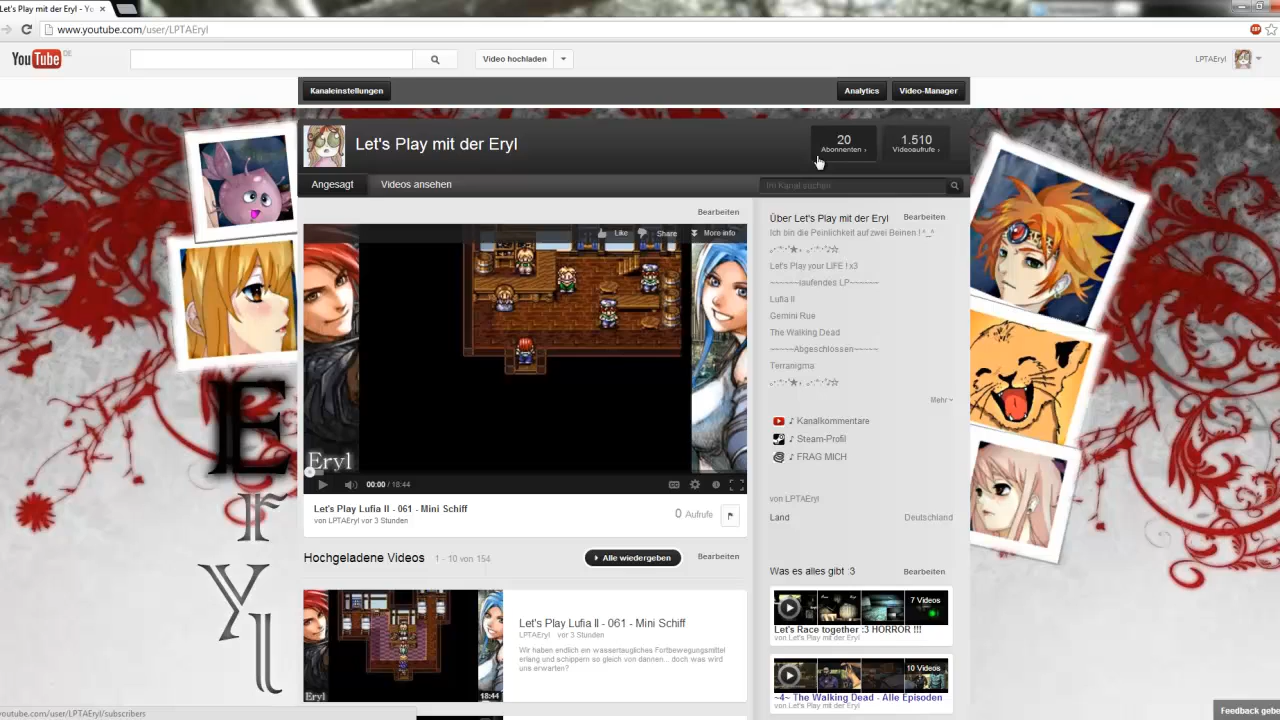 Let's Play mit der Eryl - Yo
www.youtube.com/user/LPTAEryl
YouTube DE
Video hochladen
LPTAEryl
Kanaleinstellungen
Analytics
Video-Manager
Let's Play mit der Eryl
20
Abonnenten ›
1.510
Videoaufrufe ›
Angesagt
Videos ansehen
Im Kanal suchen
Bearbeiten
Like
Share
More info
Eryl
00:00 / 18:44
Let's Play Lufia II - 061 - Mini Schiff
von LPTAEryl vor 3 Stunden
0 Aufrufe
Hochgeladene Videos 1 - 10 von 154
Alle wiedergeben
Bearbeiten
Eryl
18:44
Let's Play Lufia II - 061 - Mini Schiff
LPTAEryl vor 3 Stunden
Wir haben endlich ein wassertaugliches Fortbewegungsmittel
erlang und schippern so gleich von dannen... doch was wird
uns erwarten?
Über Let's Play mit der Eryl
Bearbeiten
Ich bin die Peinlichkeit auf zwei Beinen ! ^_^
Let's Play your LIFE ! x3
~~~~~~laufendes LP~~~~~~
Lufia II
Gemini Rue
The Walking Dead
~~~~~Abgeschlossen~~~~~
Terranigma
Mehr
♪ Kanalkommentare
♪ Steam-Profil
♪ FRAG MICH
von LPTAEryl
Land
Deutschland
Was es alles gibt :3
Bearbeiten
7 Videos
Let's Race together :3 HORROR !!!
von Let's Play mit der Eryl
10 Videos
~4~ The Walking Dead - Alle Episoden
von Let's Play mit der Eryl
Eryl
youtube.com/user/LPTAEryl/subscribers
Feedback gebe